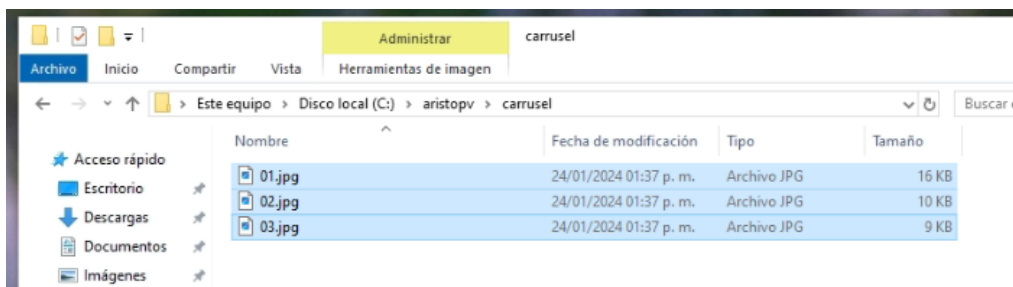 Administrar carrusel
Archivo Inicio Compartir Vista Herramientas de imagen
Este equipo > Disco local (C:) > aristopv > carrusel Buscar
Nombre Fecha de modificación Tipo Tamaño
Acceso rápido
01.jpg 24/01/2024 01:37 p. m. Archivo JPG 16 KB
Escritorio
02.jpg 24/01/2024 01:37 p. m. Archivo JPG 10 KB
Descargas
03.jpg 24/01/2024 01:37 p. m. Archivo JPG 9 KB
Documentos
Imágenes